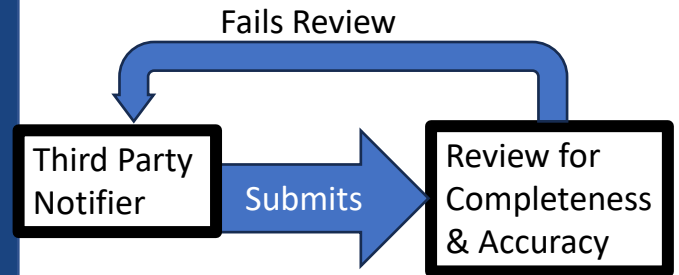 Fails Review
Third Party
Notifier
Submits
Review for
Completeness
& Accuracy